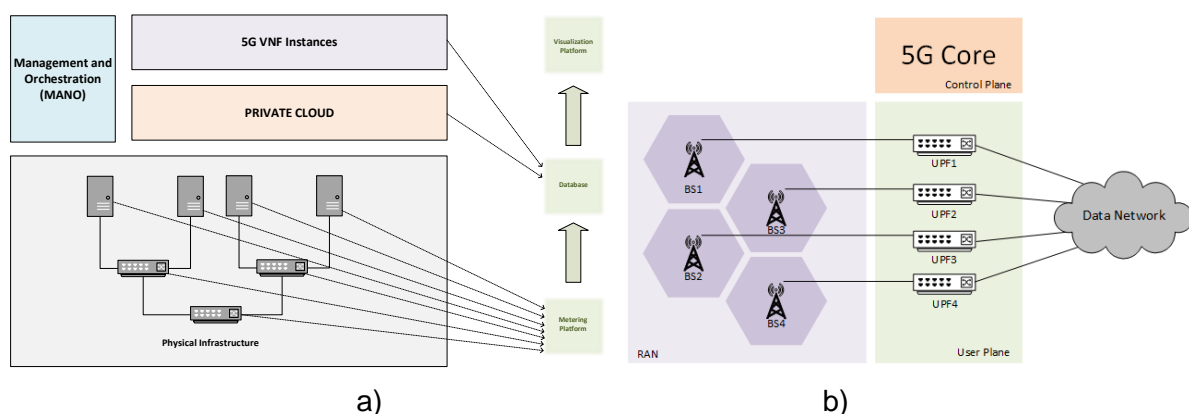 Management and
Orchestration
(MANO)
5G VNF Instances
PRIVATE CLOUD
Visualization
Platform
Database
Metering
Platform
Physical Infrastructure
a)
5G Core
Control Plane
BS1
BS3
BS2
BS4
RAN
UPF1
UPF2
UPF3
UPF4
User Plane
Data Network
b)